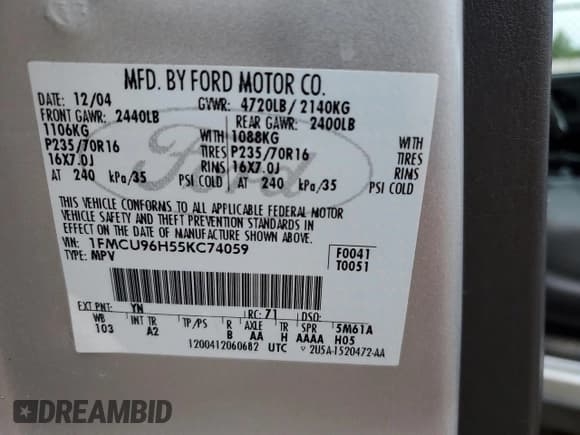 MFD. BY FORD MOTOR CO.
DATE: 12/04 GVWR: 4720LB/ 2140KG
FRONT GAWR: 2440LB REAR GAWR: 2400LB
1106KG WITH 1088KG WITH
P235/70R16 TIRES P235/70R16 TIRES
16X7.0J RIMS 16X7.0J RIMS
AT 240 kPa/35 PSI COLD AT 240 kPa/35 PSI COLD
THIS VEHICLE CONFORMS TO ALL APPLICABLE FEDERAL MOTOR
VEHICLE SAFETY AND THEFT PREVENTION STANDARDS IN
EFFECT ON THE DATE OF MANUFACTURE SHOWN ABOVE.
VIN: 1FMCU96H55KC74059 F0041
TYPE: MPV T0051
EXT PNT: YN RC: 71 DSO:
WB INT TR TP/PS R AXLE TR SPR 5M61A
103 A2 B AA H AAAA H05
1200412060682 UTC 2U5A-1520472-AA
Ford
DREAMBID